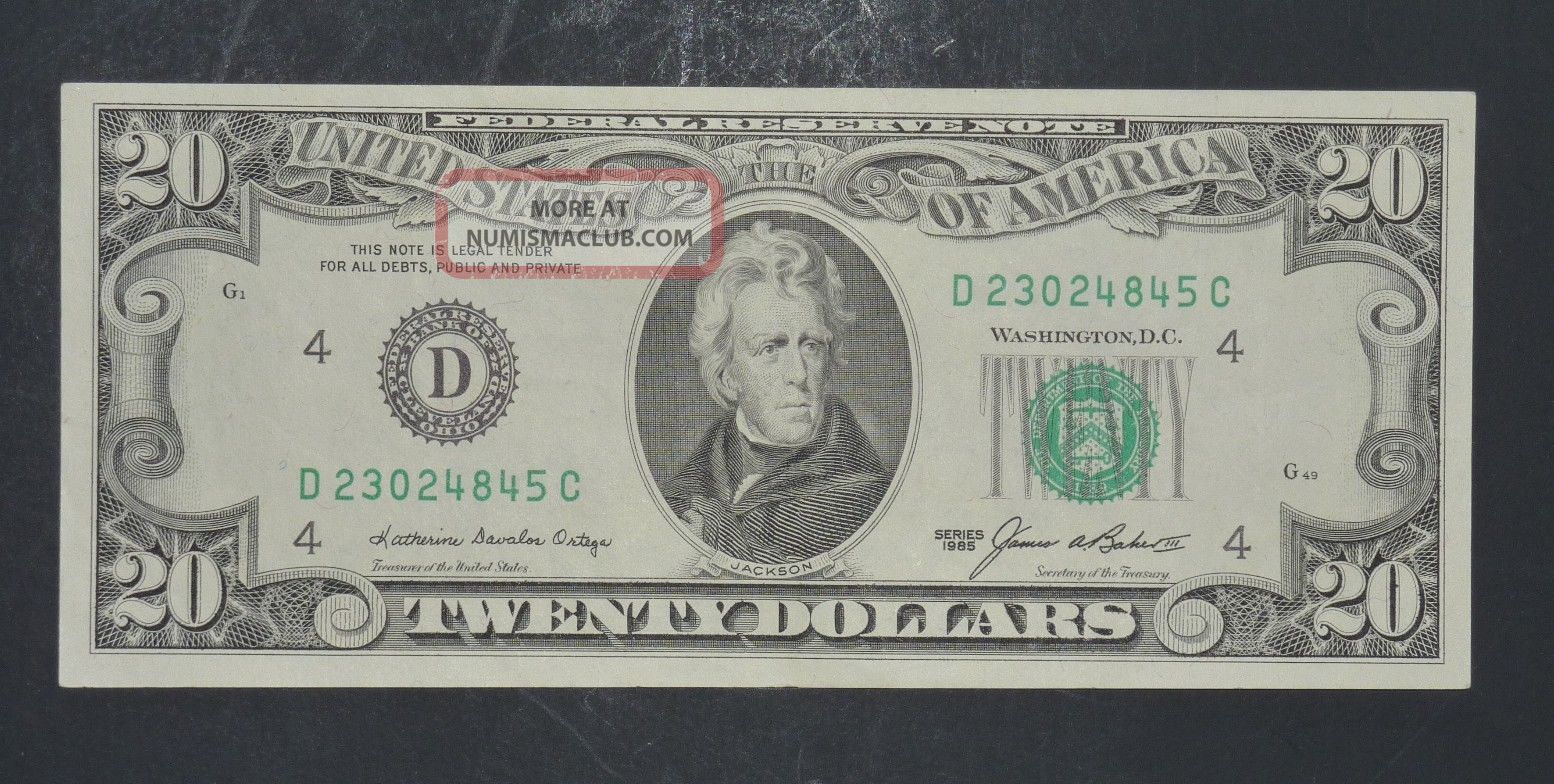 FEDERAL RESERVE NOTE
20 UNITED STATES THE OF AMERICA 20
MORE AT
NUMISMACLUB.COM
THIS NOTE IS LEGAL TENDER
FOR ALL DEBTS, PUBLIC AND PRIVATE
G1
D 23024845 C
WASHINGTON, D.C.
4
4
D
G 49
D 23024845 C
4
Katherine Davalos Ortega
Treasurer of the United States.
SERIES
1985
James A Baker III
Secretary of the Treasury.
4
JACKSON
20 TWENTY DOLLARS 20